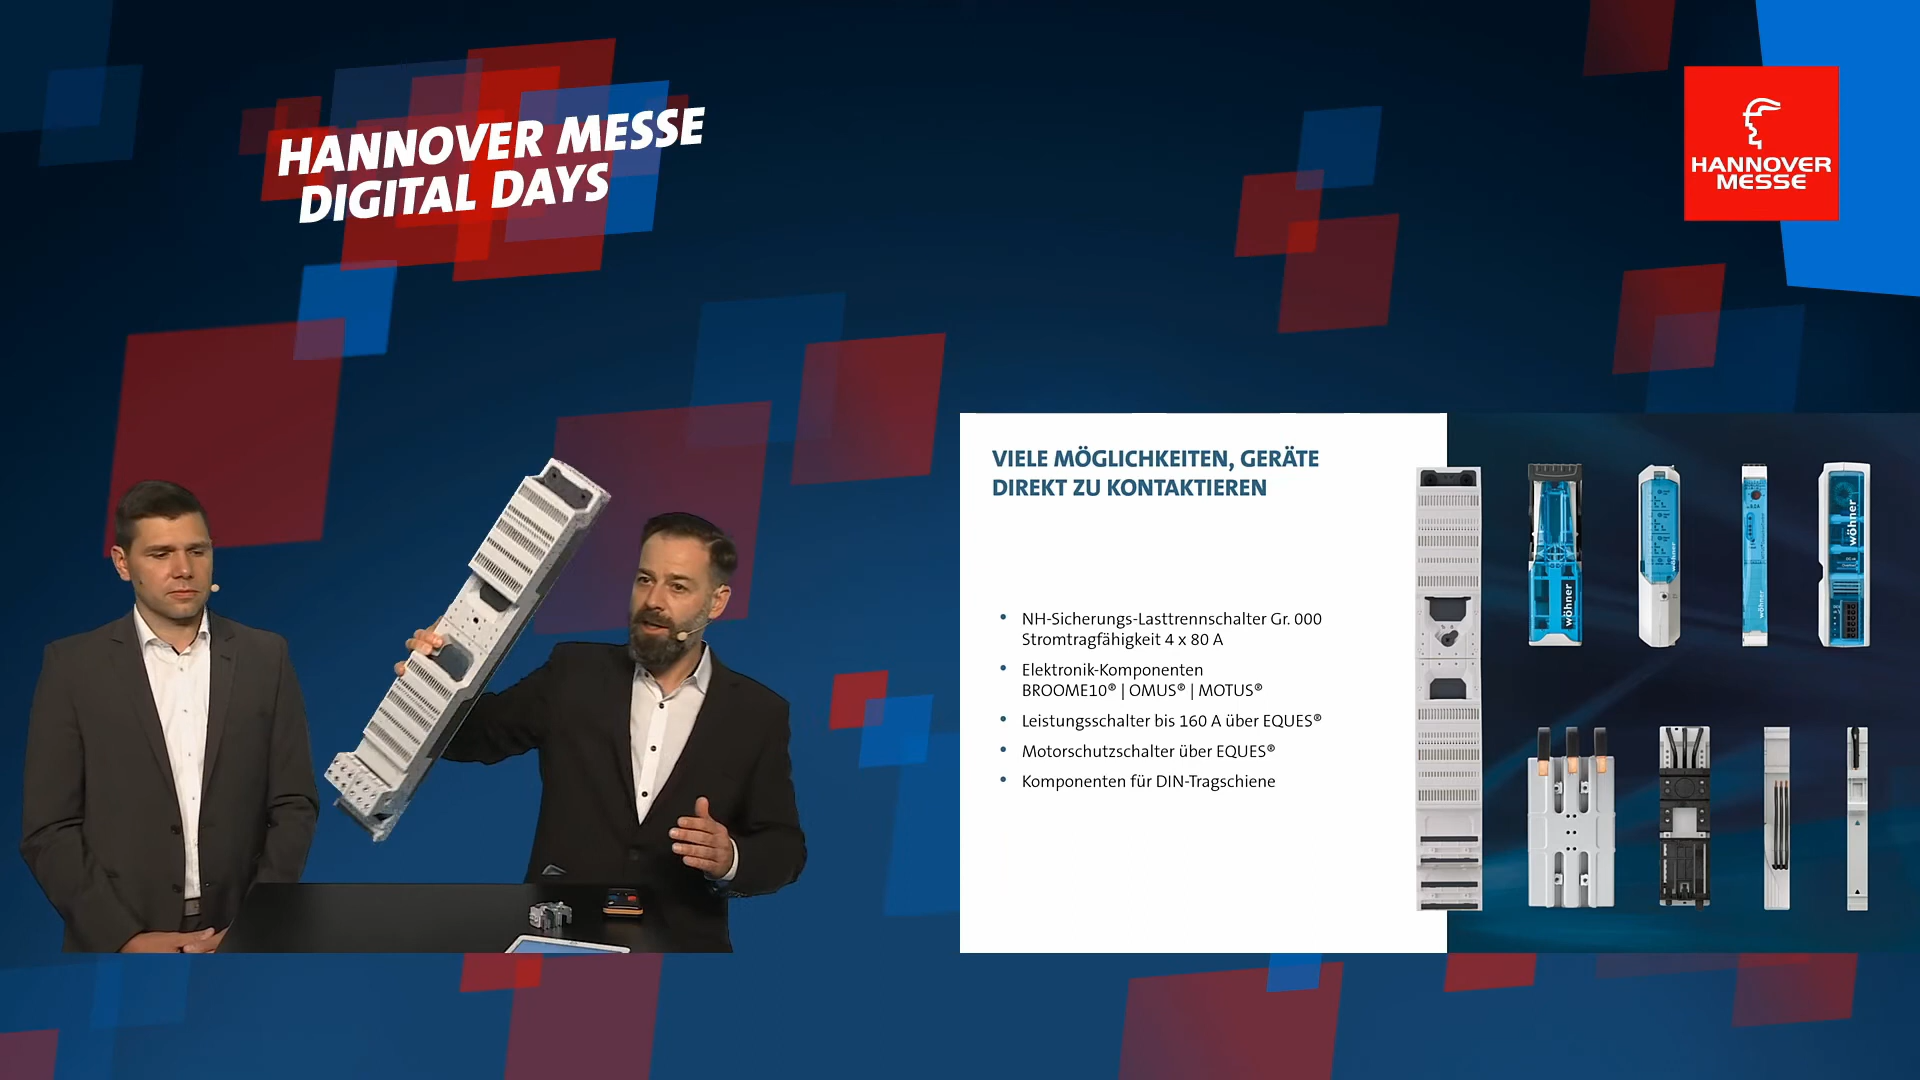 HANNOVER MESSE
DIGITAL DAYS
HANNOVER
MESSE
VIELE MÖGLICHKEITEN, GERÄTE
DIREKT ZU KONTAKTIEREN
• NH-Sicherungs-Lasttrennschalter Gr. 000
Stromtragfähigkeit 4 x 80 A
• Elektronik-Komponenten
BROOME10® | OMUS® | MOTUS®
• Leistungsschalter bis 160 A über EQUES®
• Motorschutzschalter über EQUES®
• Komponenten für DIN-Tragschiene
wöhner
wöhner
wöhner
wöhner